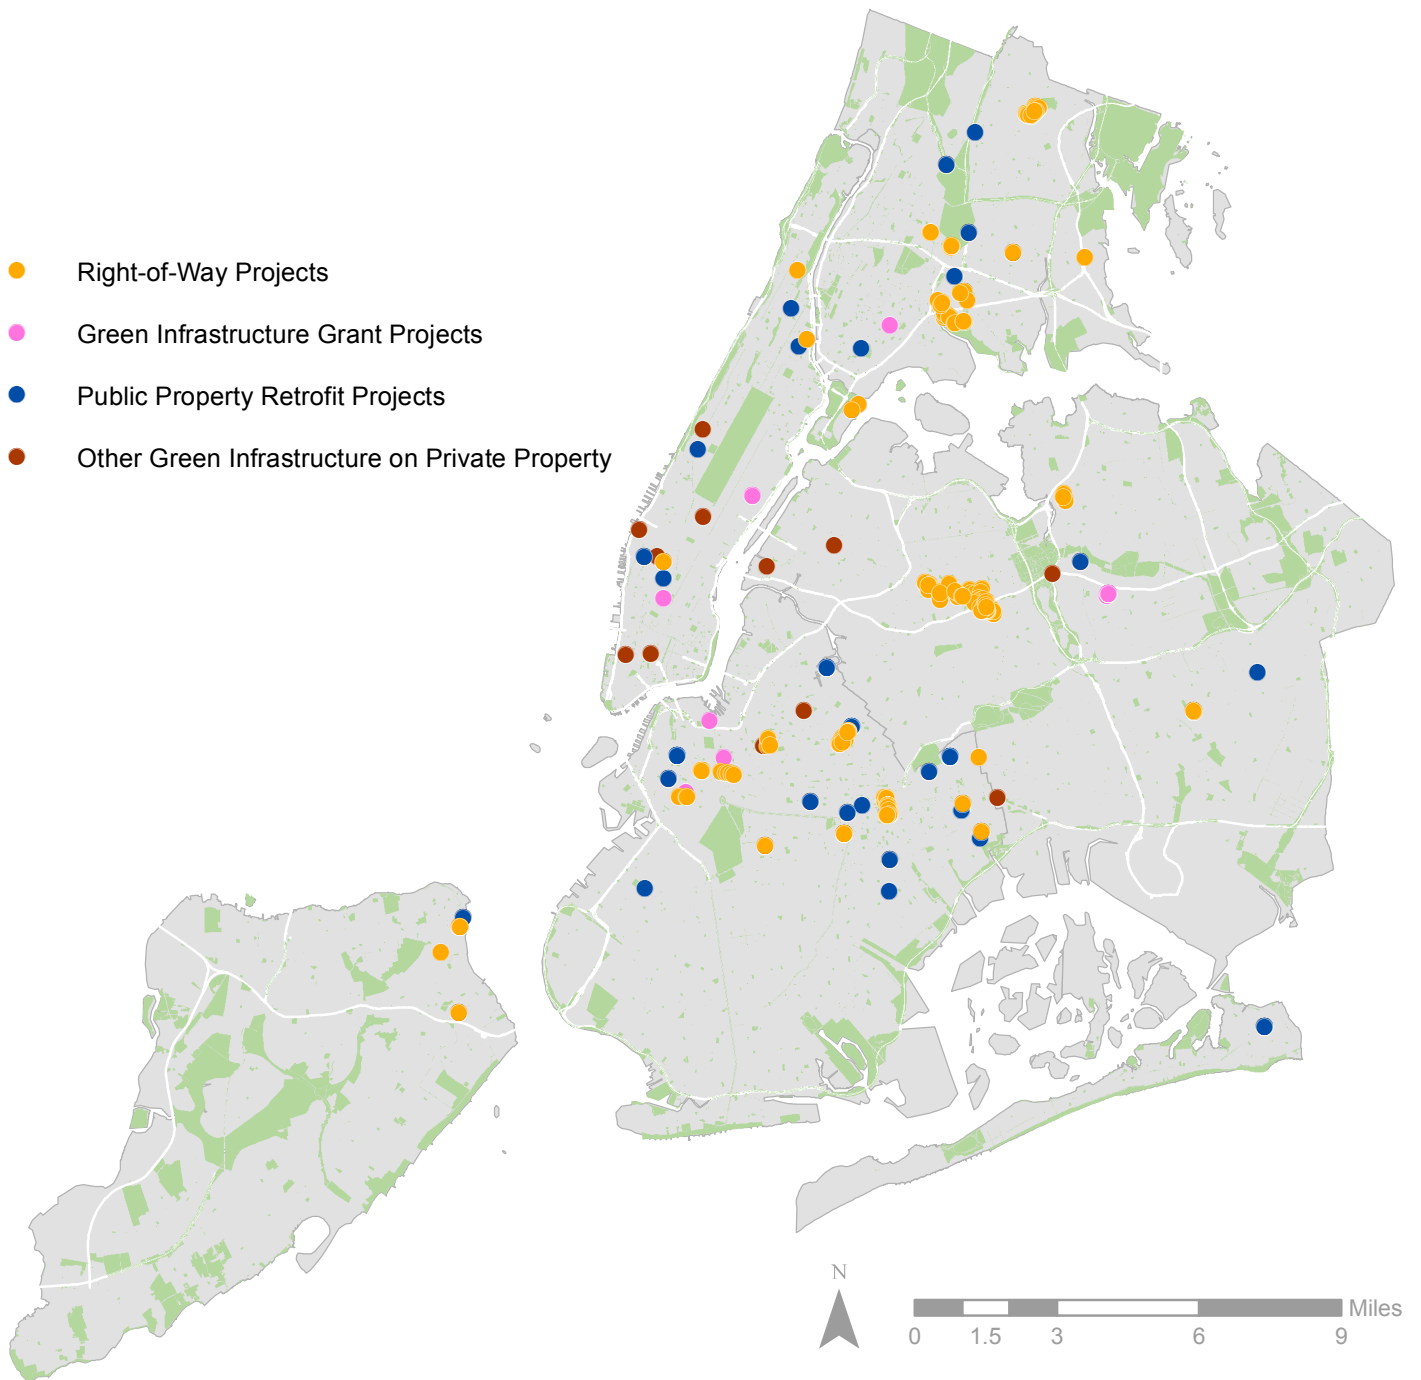 Right-of-Way Projects
Green Infrastructure Grant Projects
Public Property Retrofit Projects
Other Green Infrastructure on Private Property
N
Miles
0 1.5 3 6 9